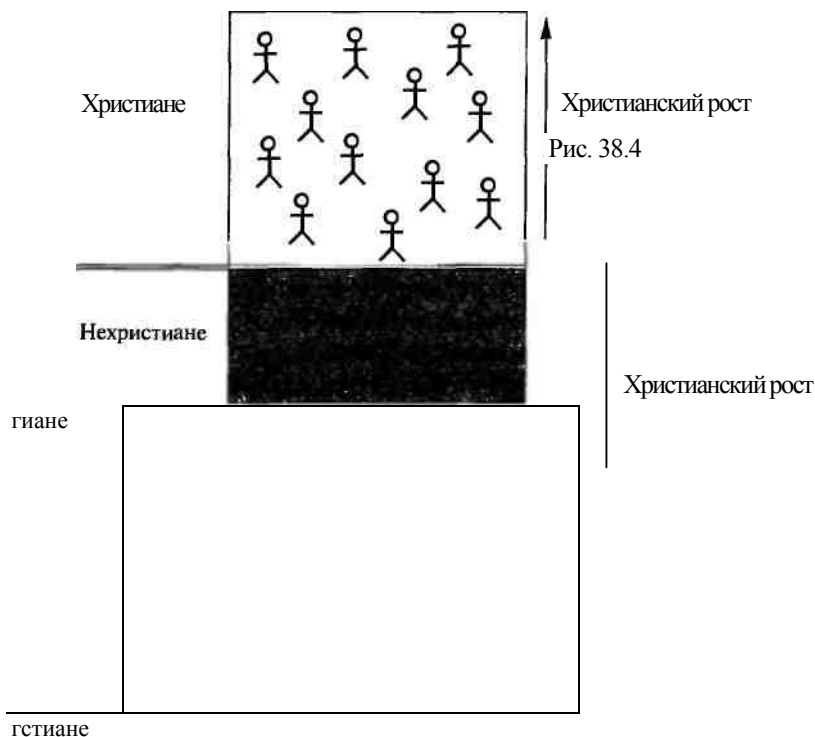 Христиане
Христианский рост
Рис. 38.4
Нехристиане
Христианский рост
гиане
гстиане